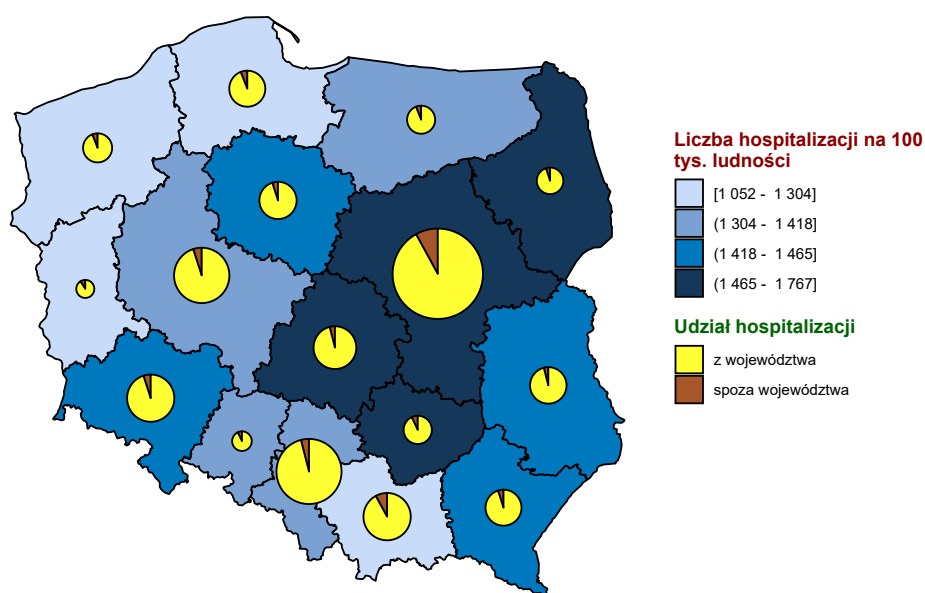 Liczba hospitalizacji na 100
tys. ludności
[1 052 - 1 304]
(1 304 - 1 418]
(1 418 - 1 465]
(1 465 - 1 767]
Udział hospitalizacji
z województwa
spoza województwa